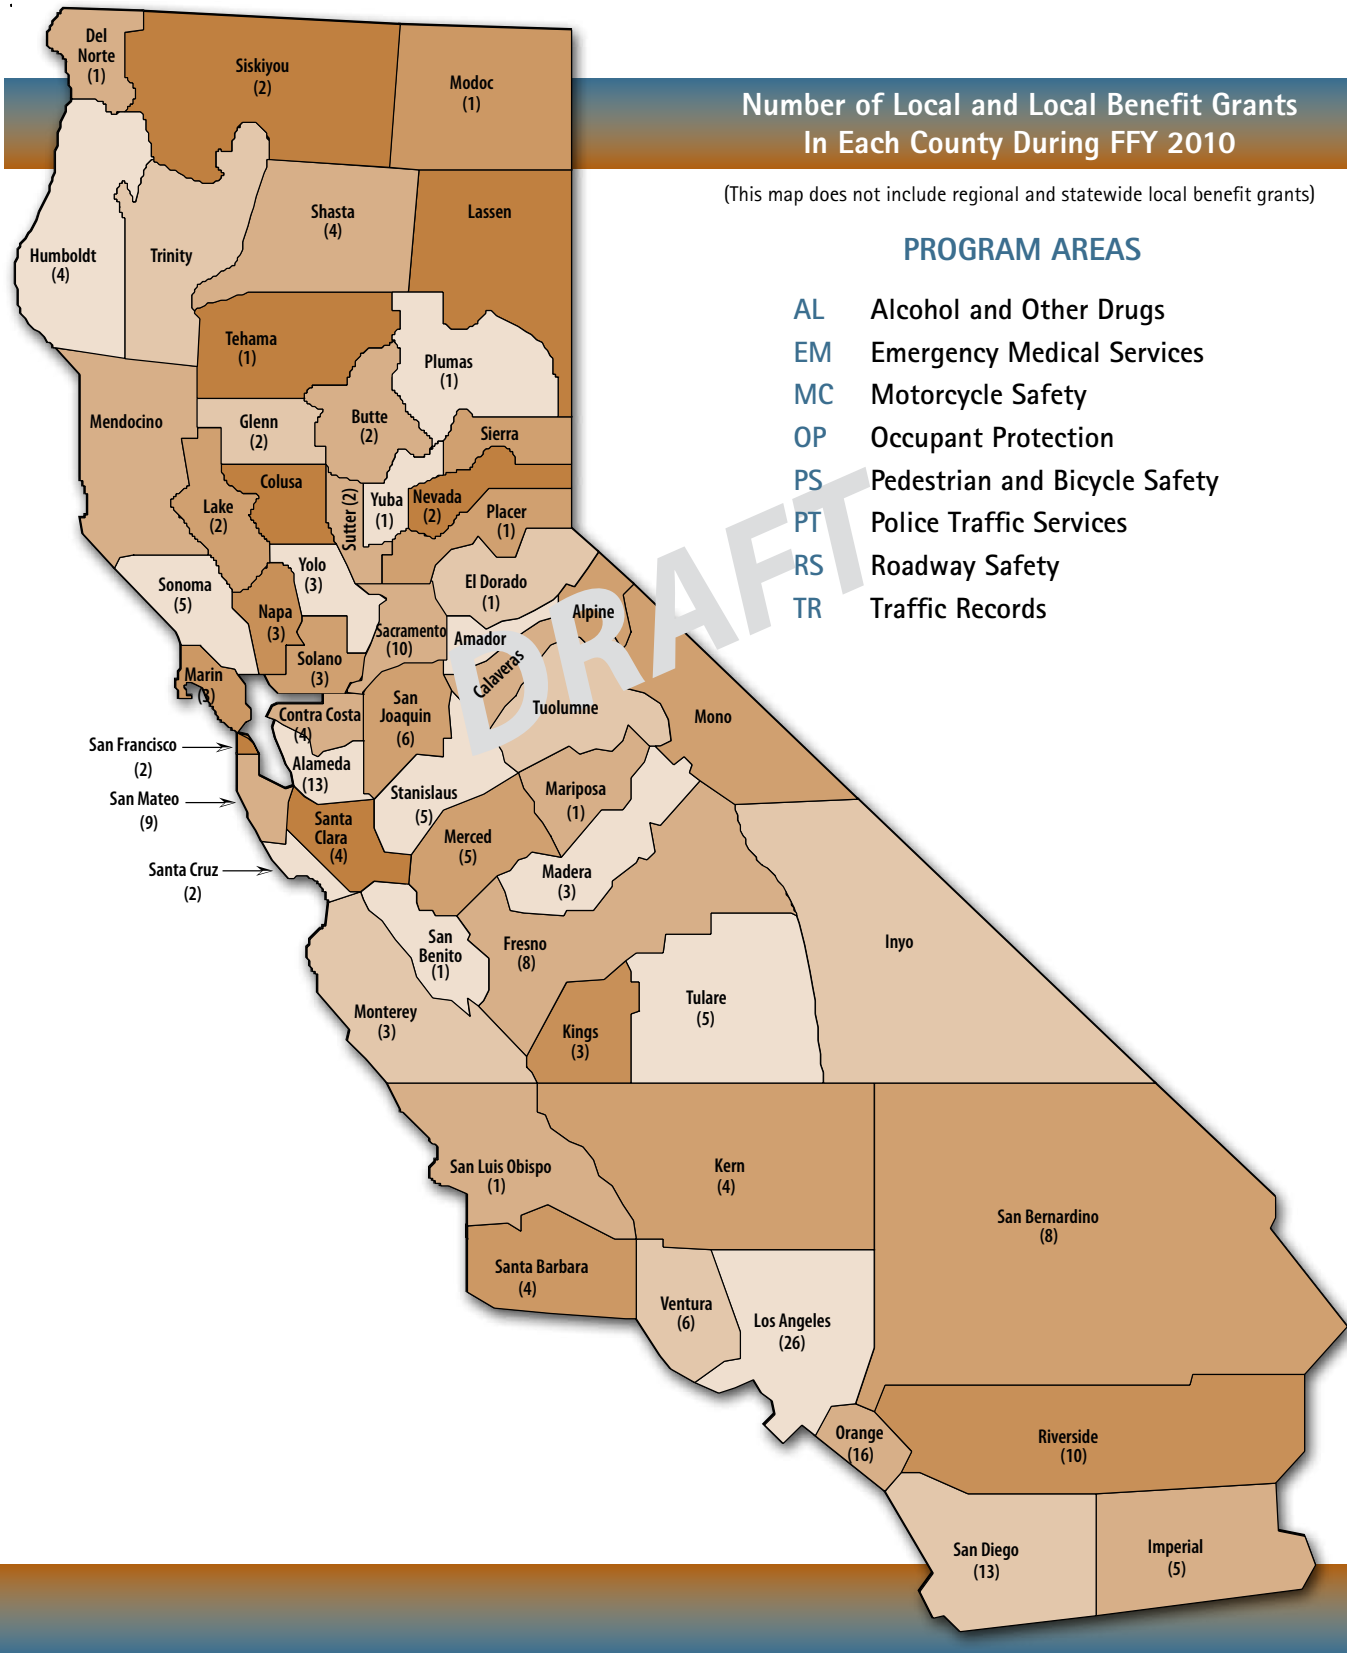 Number of Local and Local Benefit Grants
In Each County During FFY 2010
(This map does not include regional and statewide local benefit grants)
PROGRAM AREAS
AL Alcohol and Other Drugs
EM Emergency Medical Services
MC Motorcycle Safety
OP Occupant Protection
PS Pedestrian and Bicycle Safety
PT Police Traffic Services
RS Roadway Safety
TR Traffic Records
DRAFT
Del
Norte
(1)
Siskiyou
(2)
Modoc
(1)
Humboldt
(4)
Trinity
Shasta
(4)
Lassen
Tehama
(1)
Plumas
(1)
Mendocino
Glenn
(2)
Butte
(2)
Sierra
Colusa
Lake
(2)
Sutter (2)
Yuba
(1)
Nevada
(2)
Placer
(1)
Sonoma
(5)
Napa
(3)
Yolo
(3)
El Dorado
(1)
Alpine
Sacramento
(10)
Amador
Solano
(3)
Marin
(3)
Calaveras
Contra Costa
(4)
San
Joaquin
(6)
Tuolumne
Mono
San Francisco
(2)
Alameda
(13)
San Mateo
(9)
Stanislaus
(5)
Mariposa
(1)
Santa
Clara
(4)
Merced
(5)
Santa Cruz
(2)
Madera
(3)
San
Benito
(1)
Fresno
(8)
Inyo
Monterey
(3)
Kings
(3)
Tulare
(5)
San Luis Obispo
(1)
Kern
(4)
San Bernardino
(8)
Santa Barbara
(4)
Ventura
(6)
Los Angeles
(26)
Orange
(16)
Riverside
(10)
San Diego
(13)
Imperial
(5)